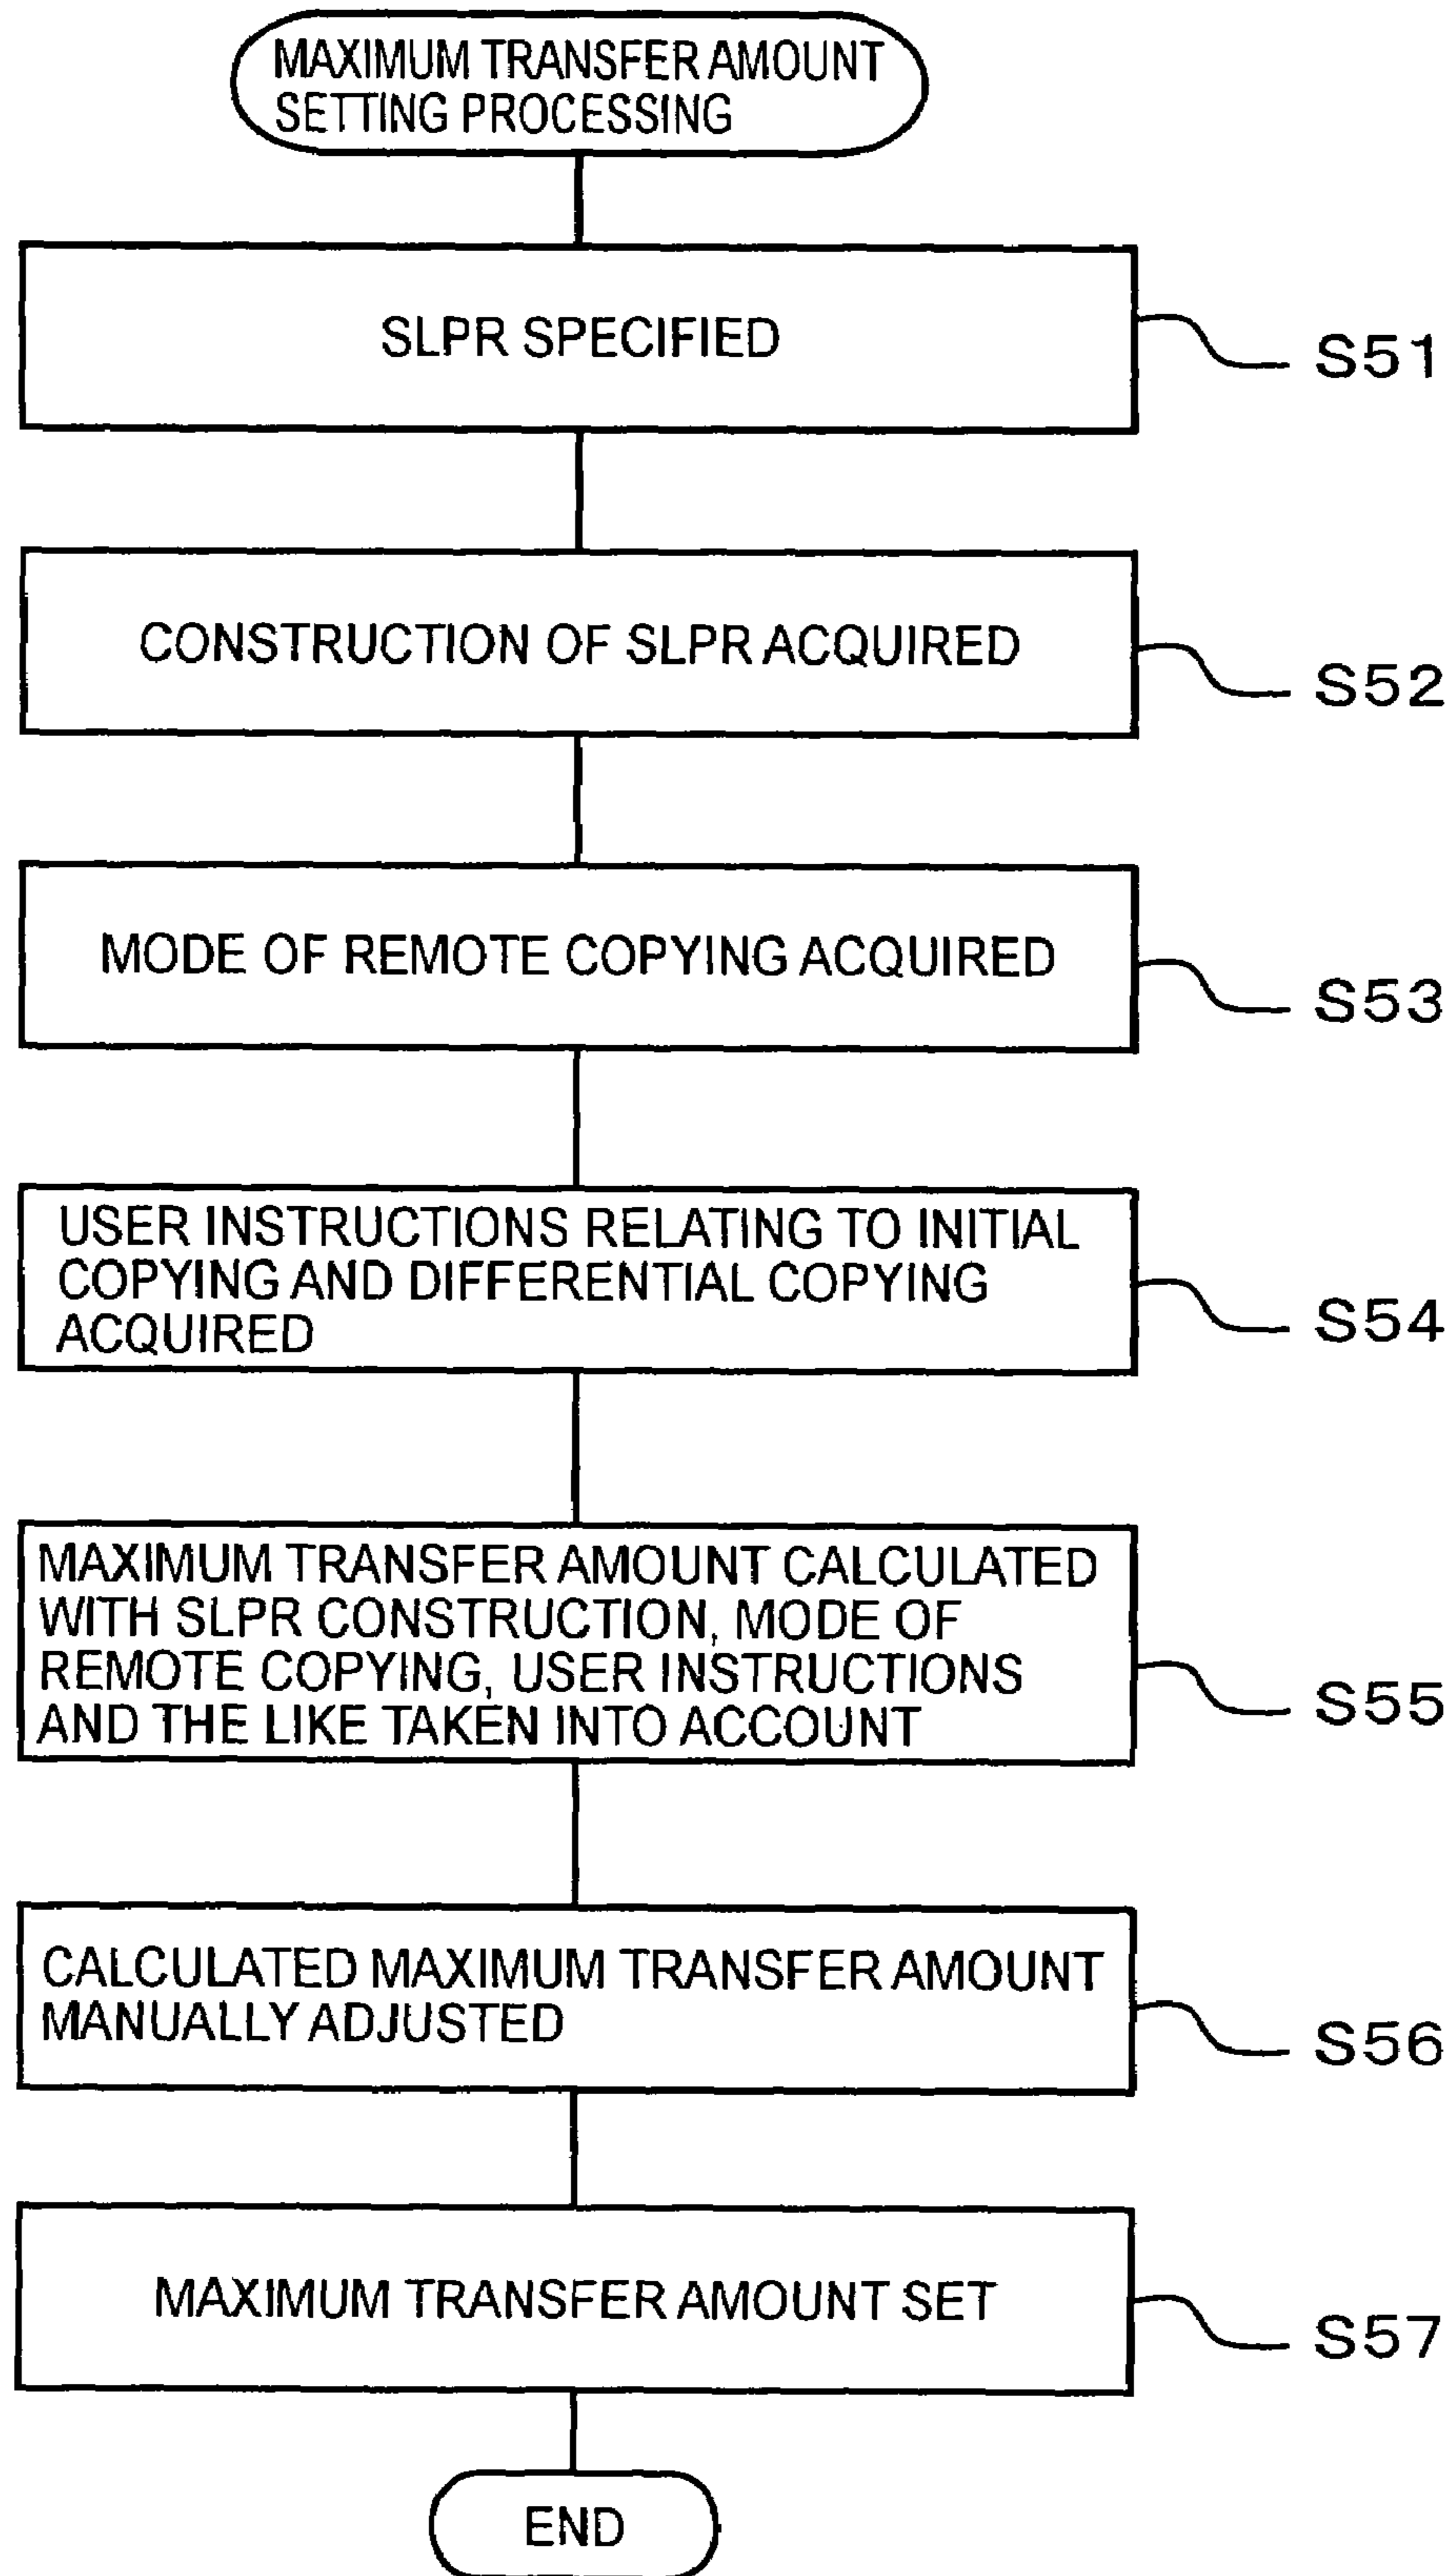 MAXIMUM TRANSFER AMOUNT
SETTING PROCESSING
SLPR SPECIFIED
S51
CONSTRUCTION OF SLPR ACQUIRED
S52
MODE OF REMOTE COPYING ACQUIRED
S53
USER INSTRUCTIONS RELATING TO INITIAL
COPYING AND DIFFERENTIAL COPYING
ACQUIRED
S54
MAXIMUM TRANSFER AMOUNT CALCULATED
WITH SLPR CONSTRUCTION, MODE OF
REMOTE COPYING, USER INSTRUCTIONS
AND THE LIKE TAKEN INTO ACCOUNT
S55
CALCULATED MAXIMUM TRANSFER AMOUNT
MANUALLY ADJUSTED
S56
MAXIMUM TRANSFER AMOUNT SET
S57
END